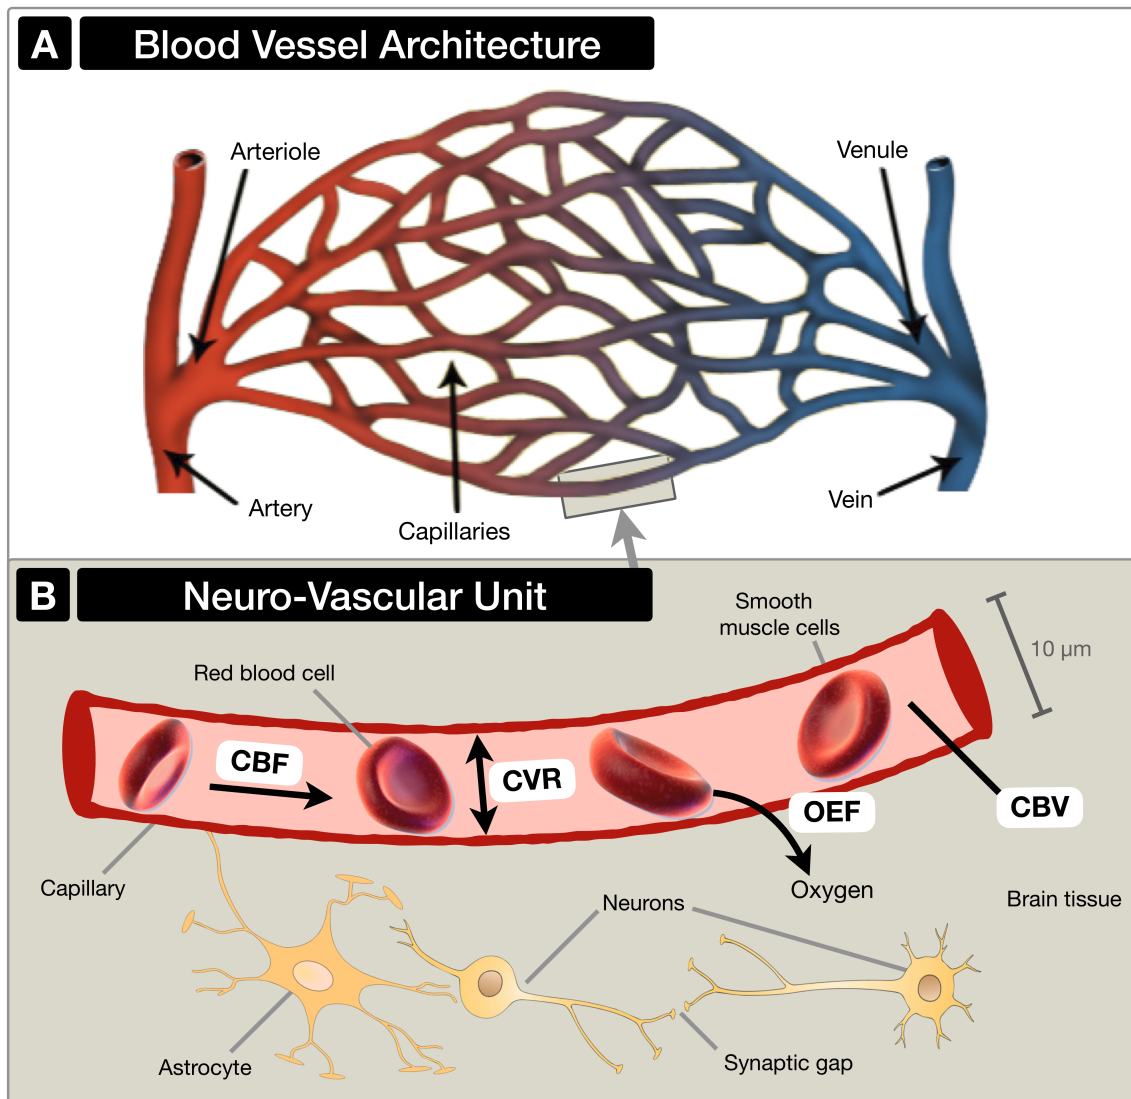 A
Blood Vessel Architecture
Arteriole
Venule
Artery
Capillaries
Vein
B
Neuro-Vascular Unit
Smooth
muscle cells
10 µm
Red blood cell
CBF
CVR
OEF
CBV
Capillary
Oxygen
Neurons
Brain tissue
Astrocyte
Synaptic gap